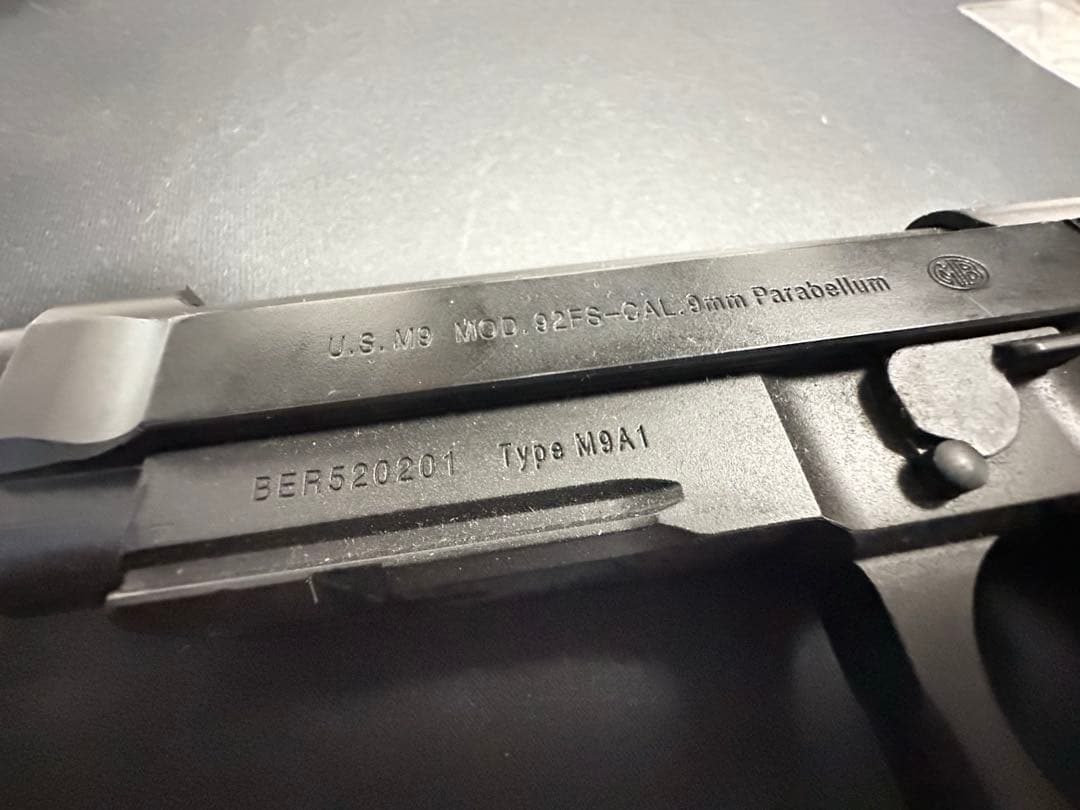 U.S. M9 MOD. 92FS-CAL. 9mm Parabellum
BER520201 Type M9A1